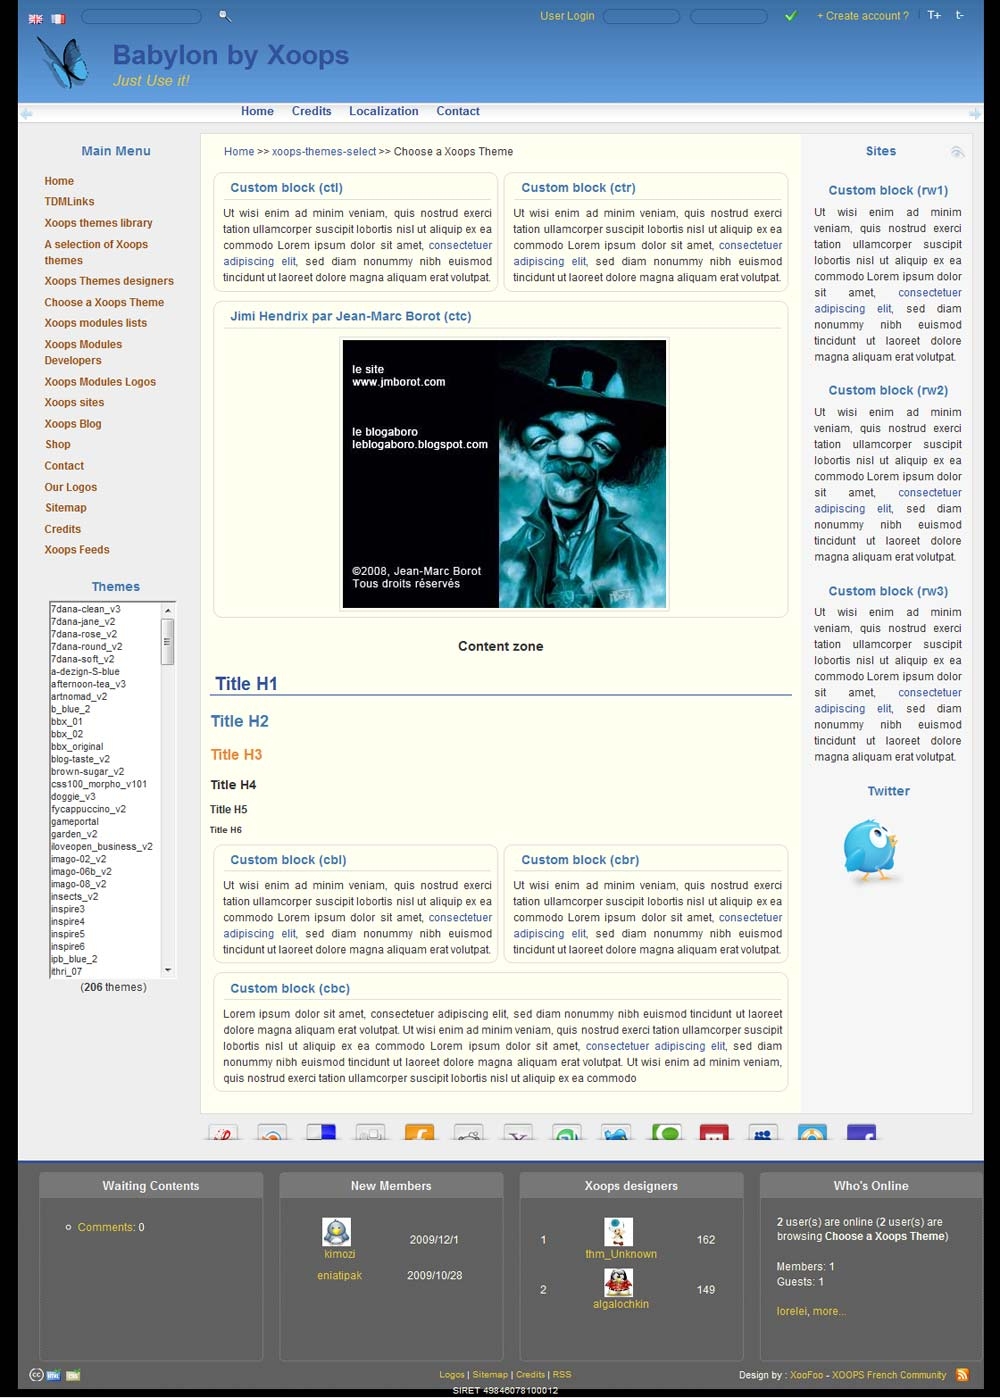 User Login
+ Create account ?
T+
t-
Babylon by Xoops
Just Use it!
Home
Credits
Localization
Contact
Main Menu
Home
TDMLinks
Xoops themes library
A selection of Xoops
themes
Xoops Themes designers
Choose a Xoops Theme
Xoops modules lists
Xoops Modules
Developers
Xoops Modules Logos
Xoops sites
Xoops Blog
Shop
Contact
Our Logos
Sitemap
Credits
Xoops Feeds
Themes
7dana-clean_v3
7dana-jane_v2
7dana-rose_v2
7dana-round_v2
7dana-soft_v2
a-dezign-S-blue
afternoon-tea_v3
artnomad_v2
b_blue_2
bbx_01
bbx_02
bbx_original
blog-taste_v2
brown-sugar_v2
css100_morpho_v101
doggie_v3
fycappuccino_v2
gameportal
garden_v2
iloveopen_business_v2
imago-02_v2
imago-06b_v2
imago-08_v2
insects_v2
inspire3
inspire4
inspire5
inspire6
ipb_blue_2
ithri_07
(206 themes)
Home >> xoops-themes-select >> Choose a Xoops Theme
Custom block (ctl)
Ut wisi enim ad minim veniam, quis nostrud exerci
tation ullamcorper suscipit lobortis nisl ut aliquip ex ea
commodo Lorem ipsum dolor sit amet, consectetuer
adipiscing elit, sed diam nonummy nibh euismod
tincidunt ut laoreet dolore magna aliquam erat volutpat.
Custom block (ctr)
Ut wisi enim ad minim veniam, quis nostrud exerci
tation ullamcorper suscipit lobortis nisl ut aliquip ex ea
commodo Lorem ipsum dolor sit amet, consectetuer
adipiscing elit, sed diam nonummy nibh euismod
tincidunt ut laoreet dolore magna aliquam erat volutpat.
Jimi Hendrix par Jean-Marc Borot (ctc)
le site
www.jmborot.com
le blogaboro
leblogaboro.blogspot.com
©2008, Jean-Marc Borot
Tous droits réservés
Content zone
Title H1
Title H2
Title H3
Title H4
Title H5
Title H6
Custom block (cbl)
Ut wisi enim ad minim veniam, quis nostrud exerci
tation ullamcorper suscipit lobortis nisl ut aliquip ex ea
commodo Lorem ipsum dolor sit amet, consectetuer
adipiscing elit, sed diam nonummy nibh euismod
tincidunt ut laoreet dolore magna aliquam erat volutpat.
Custom block (cbr)
Ut wisi enim ad minim veniam, quis nostrud exerci
tation ullamcorper suscipit lobortis nisl ut aliquip ex ea
commodo Lorem ipsum dolor sit amet, consectetuer
adipiscing elit, sed diam nonummy nibh euismod
tincidunt ut laoreet dolore magna aliquam erat volutpat.
Custom block (cbc)
Lorem ipsum dolor sit amet, consectetuer adipiscing elit, sed diam nonummy nibh euismod tincidunt ut laoreet
dolore magna aliquam erat volutpat. Ut wisi enim ad minim veniam, quis nostrud exerci tation ullamcorper suscipit
lobortis nisl ut aliquip ex ea commodo Lorem ipsum dolor sit amet, consectetuer adipiscing elit, sed diam
nonummy nibh euismod tincidunt ut laoreet dolore magna aliquam erat volutpat. Ut wisi enim ad minim veniam,
quis nostrud exerci tation ullamcorper suscipit lobortis nisl ut aliquip ex ea commodo
Sites
Custom block (rw1)
Ut wisi enim ad minim
veniam, quis nostrud exerci
tation ullamcorper suscipit
lobortis nisl ut aliquip ex ea
commodo Lorem ipsum dolor
sit amet, consectetuer
adipiscing elit, sed diam
nonummy nibh euismod
tincidunt ut laoreet dolore
magna aliquam erat volutpat.
Custom block (rw2)
Ut wisi enim ad minim
veniam, quis nostrud exerci
tation ullamcorper suscipit
lobortis nisl ut aliquip ex ea
commodo Lorem ipsum dolor
sit amet, consectetuer
adipiscing elit, sed diam
nonummy nibh euismod
tincidunt ut laoreet dolore
magna aliquam erat volutpat.
Custom block (rw3)
Ut wisi enim ad minim
veniam, quis nostrud exerci
tation ullamcorper suscipit
lobortis nisl ut aliquip ex ea
commodo Lorem ipsum dolor
sit amet, consectetuer
adipiscing elit, sed diam
nonummy nibh euismod
tincidunt ut laoreet dolore
magna aliquam erat volutpat.
Twitter
Waiting Contents
Comments: 0
New Members
kimozi
2009/12/1
eniatipak
2009/10/28
Xoops designers
1
thm_Unknown
162
2
algalochkin
149
Who's Online
2 user(s) are online (2 user(s) are
browsing Choose a Xoops Theme)
Members: 1
Guests: 1
lorelei, more...
cc
Logos | Sitemap | Credits | RSS
Design by : XooFoo - XOOPS French Community
SIRET 49846078100012